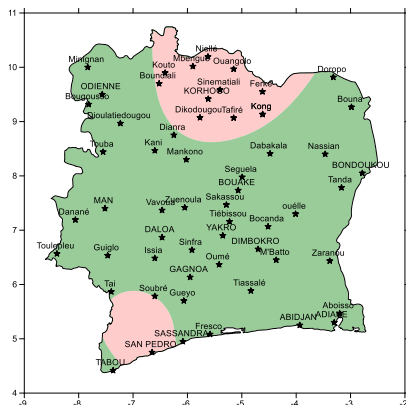 11
10
9
8
7
6
5
4
Niellé
Mbengué
Ouangolo
Minignan
Kouto
Boundiali
Doropo
Sinematiali
Ferké
ODIENNE
KORHOGO
Bougousso
Bouna
Kong
Dikodougou
Tafiré
Dioulatiedougou
Dianra
Touba
Kani
Mankono
Dabakala
Nassian
BONDOUKOU
Seguela
BOUAKE
Tanda
Sakassou
Zuenoula
Vavoua
MAN
ouélle
Danané
Tiébissou
Bocanda
DALOA
YAKRO
Toulepleu
Guiglo
Issia
Sinfra
DIMBOKRO
Oumé
M'Batto
Zaranou
GAGNOA
Tai
Soubré
Gueyo
Tiassalé
Aboisso
ABIDJAN
ADIAKE
Fresco
SASSANDRA
SAN PEDRO
TABOU
-9 -8 -7 -6 -5 -4 -3 -2